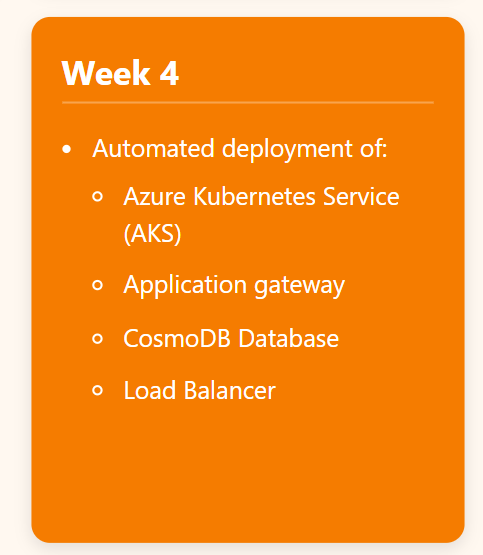 Week 4
Automated deployment of:
Azure Kubernetes Service
(AKS)
Application gateway
CosmoDB Database
Load Balancer